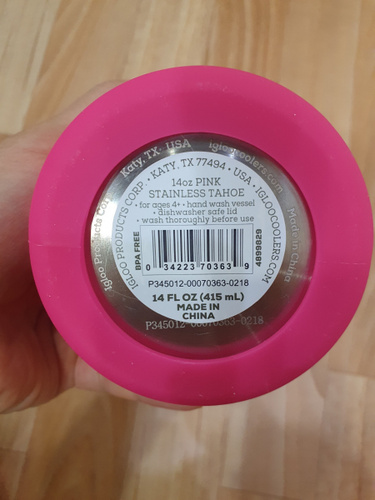 Katy, TX. USA igloocoolers.com
Igloo Products Corp.
Made in China
IGLOO PRODUCTS CORP. • KATY, TX 77494 • USA • IGLOOCOOLERS.COM
14oz PINK
STAINLESS TAHOE
• for ages 4+ • hand wash vessel
• dishwasher safe lid
• wash thoroughly before use
BPA FREE
0 34223 70363 9
4899829
P345012-00070363-0218
14 FL OZ (415 mL)
MADE IN
CHINA
P345012-00070363-0218